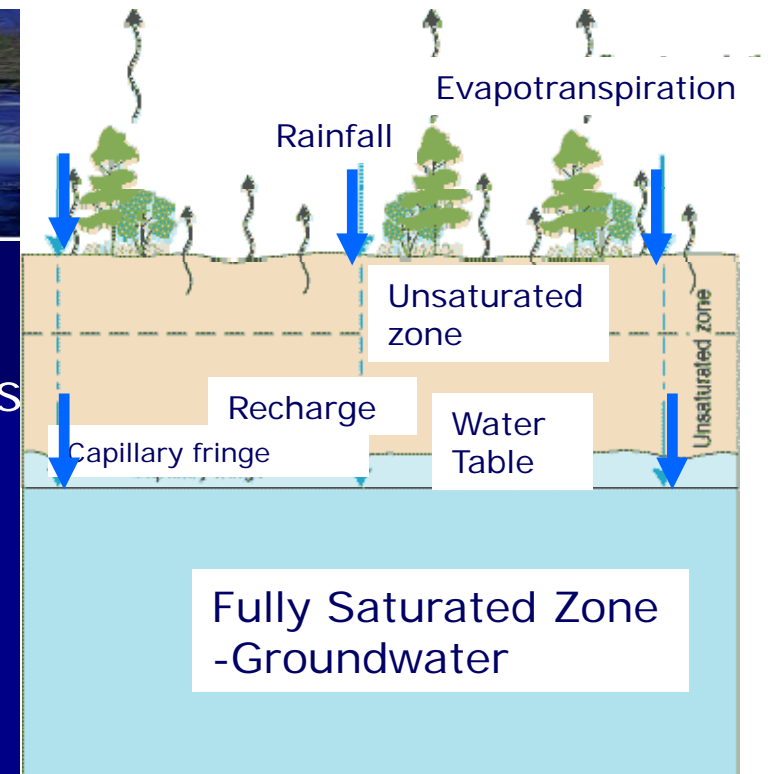 Evapotranspiration
Rainfall
Unsaturated
zone
Unsaturated zone
s
Recharge
Water
Table
Capillary fringe
Fully Saturated Zone
-Groundwater